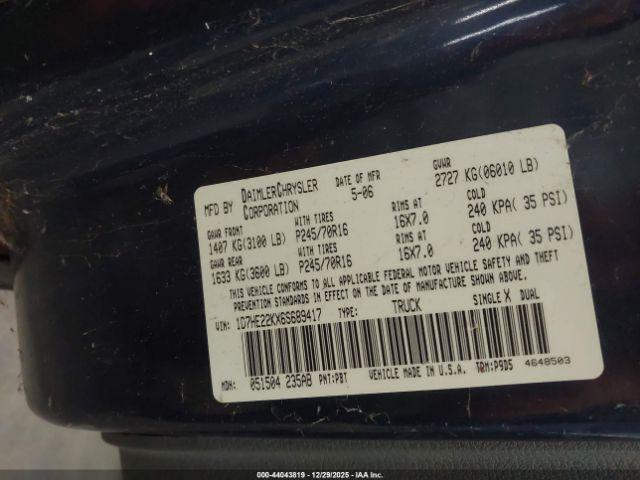 MFD BY DAIMLERCHRYSLER CORPORATION DATE OF MFR 5-06 GVWR 2727 KG(06010 LB)
GAWR FRONT WITH TIRES RIMS AT COLD
1407 KG(3100 LB) P245/70R16 16X7.0 240 KPA( 35 PSI)
GAWR REAR WITH TIRES RIMS AT COLD
1633 KG(3600 LB) P245/70R16 16X7.0 240 KPA( 35 PSI)
THIS VEHICLE CONFORMS TO ALL APPLICABLE FEDERAL MOTOR VEHICLE SAFETY AND THEFT
PREVENTION STANDARDS IN EFFECT ON THE DATE OF MANUFACTURE SHOWN ABOVE.
VIN: 1D7HE22KX6S689417 TYPE: TRUCK SINGLE X DUAL
MDH: 051504 235AB PNT:PBT VEHICLE MADE IN U.S.A. TRM:P9D5 4648503
000-44043819 - 12/29/2025 - IAA Inc.